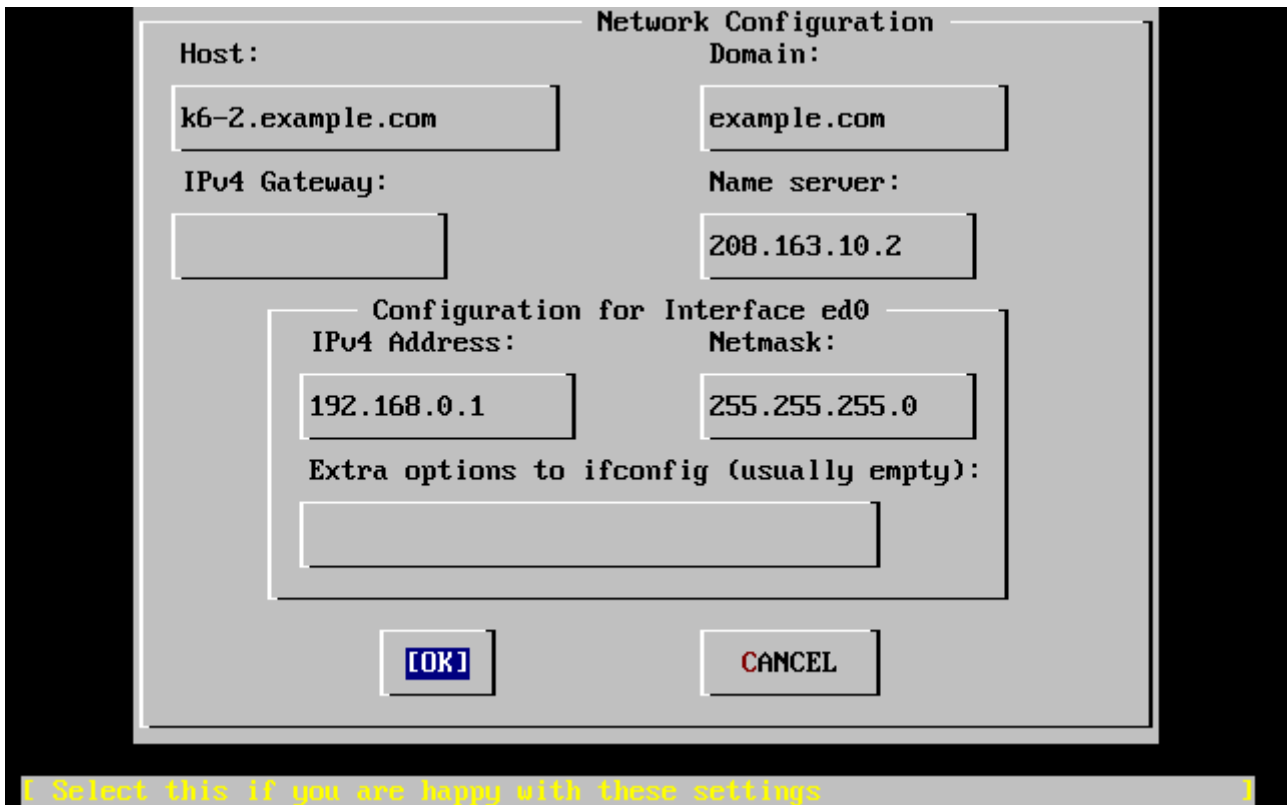 Network Configuration
Host: Domain:
k6-2.example.com example.com
IPv4 Gateway: Name server:
208.163.10.2
Configuration for Interface ed0
IPv4 Address: Netmask:
192.168.0.1 255.255.255.0
Extra options to ifconfig (usually empty):
[OK] CANCEL
[ Select this if you are happy with these settings ]